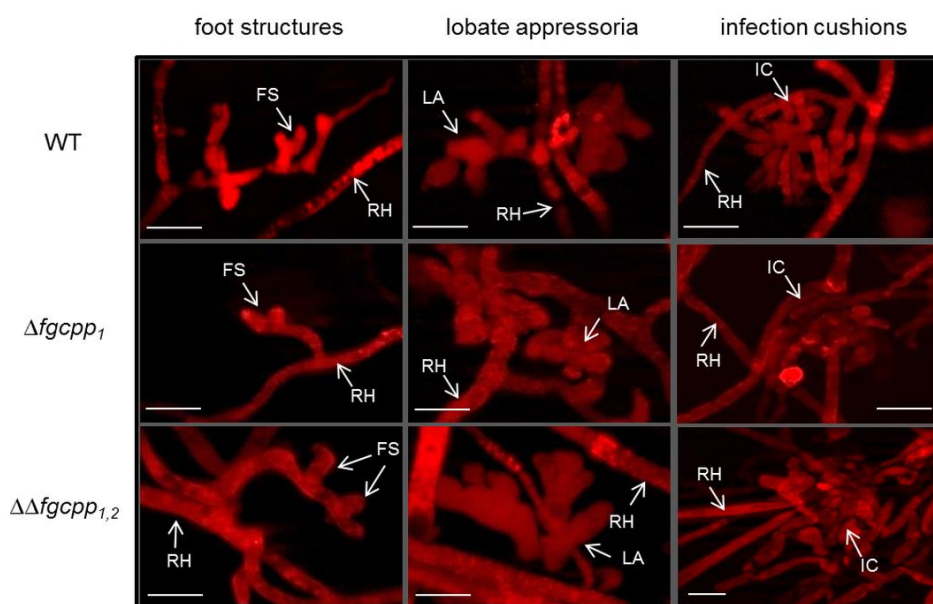 foot structures lobate appressoria infection cushions
WT
FS
RH
LA
RH
IC
RH
Δfgcpp1
FS
RH
LA
RH
IC
RH
ΔΔfgcpp1,2
FS
RH
RH
LA
RH
IC